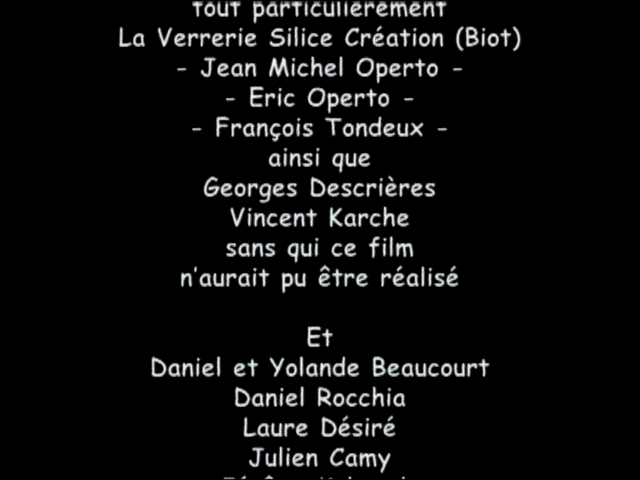 tout particulièrement
La Verrerie Silice Création (Biot)
- Jean Michel Operto -
- Eric Operto -
- François Tondeux -
ainsi que
Georges Descrières
Vincent Karche
sans qui ce film
n'aurait pu être réalisé
Et
Daniel et Yolande Beaucourt
Daniel Rocchia
Laure Désiré
Julien Camy